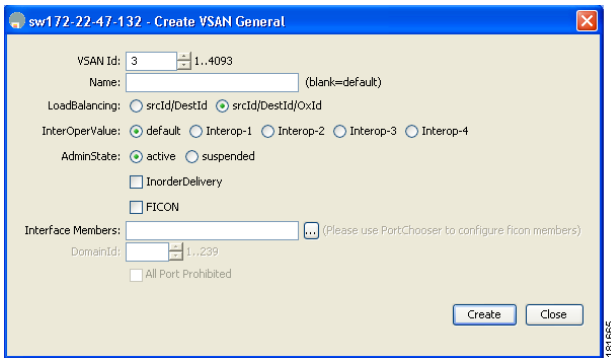 sw172-22-47-132 - Create VSAN General
VSAN Id: 3 1..4093
Name: (blank=default)
LoadBalancing: srcId/DestId srcId/DestId/OxId
InterOperValue: default Interop-1 Interop-2 Interop-3 Interop-4
AdminState: active suspended
InorderDelivery
FICON
Interface Members: ... (Please use PortChooser to configure ficon members)
DomainId: 1..239
All Port Prohibited
Create Close
181665